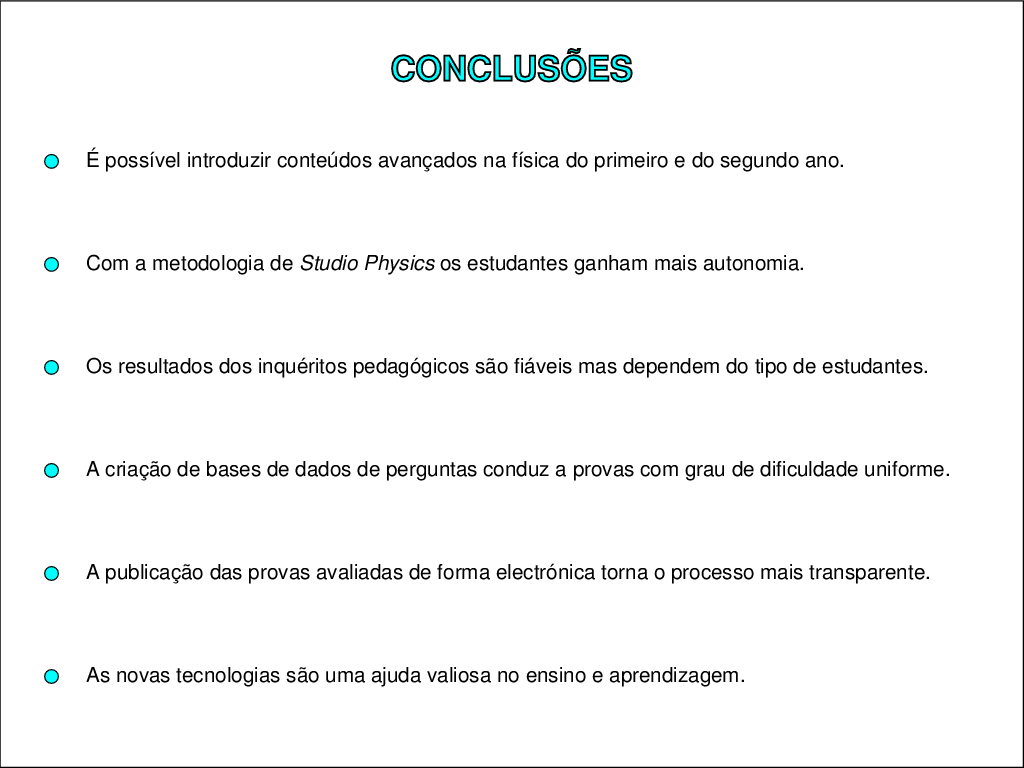 CONCLUSÕES
É possível introduzir conteúdos avançados na física do primeiro e do segundo ano.
Com a metodologia de Studio Physics os estudantes ganham mais autonomia.
Os resultados dos inquéritos pedagógicos são fiáveis mas dependem do tipo de estudantes.
A criação de bases de dados de perguntas conduz a provas com grau de dificuldade uniforme.
A publicação das provas avaliadas de forma electrónica torna o processo mais transparente.
As novas tecnologias são uma ajuda valiosa no ensino e aprendizagem.